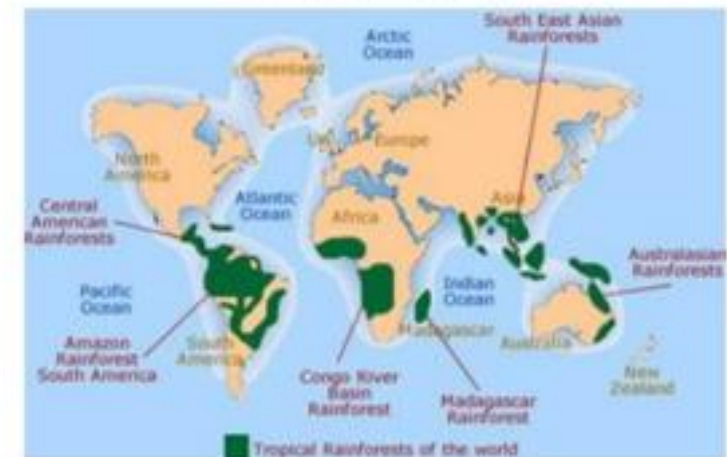 South East Asian
Rainforests
Arctic
Ocean
Greenland
UK
Europe
North
America
Atlantic
Ocean
Asia
Central
American
Rainforests
Africa
Australasian
Rainforests
Pacific
Ocean
Indian
Ocean
Madagascar
Australia
Amazon
Rainforest
South America
South
America
Congo River
Basin
Rainforest
Madagascar
Rainforest
New
Zealand
Tropical Rainforests of the world